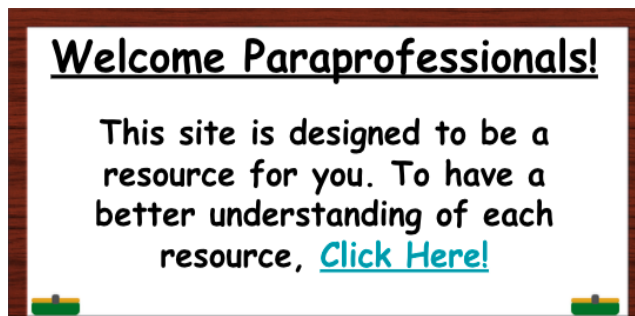 Welcome Paraprofessionals!
This site is designed to be a
resource for you. To have a
better understanding of each
resource, Click Here!